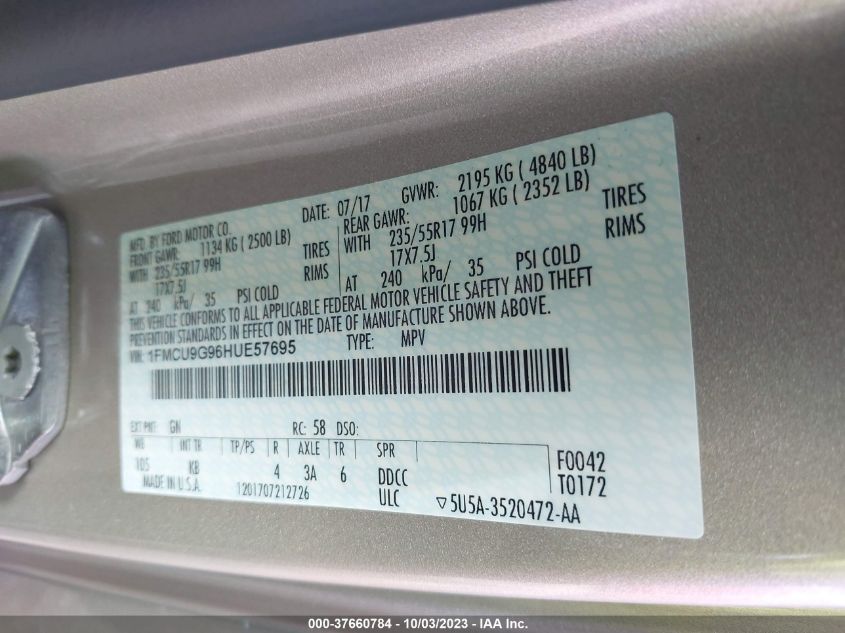 MFD. BY FORD MOTOR CO.
DATE: 07/17 GVWR: 2195 KG ( 4840 LB)
FRONT GAWR: 1134 KG ( 2500 LB) REAR GAWR: 1067 KG ( 2352 LB)
WITH 235/55R17 99H TIRES WITH 235/55R17 99H TIRES
17X7.5J RIMS 17X7.5J RIMS
AT 240 kPa/ 35 PSI COLD AT 240 kPa/ 35 PSI COLD
THIS VEHICLE CONFORMS TO ALL APPLICABLE FEDERAL MOTOR VEHICLE SAFETY AND THEFT
PREVENTION STANDARDS IN EFFECT ON THE DATE OF MANUFACTURE SHOWN ABOVE.
VIN: 1FMCU9G96HUE57695 TYPE: MPV
EXT PNT: GN RC: 58 DSO:
WB INT TR TP/PS R AXLE TR SPR
105 KB 4 3A 6 DDCC F0042
MADE IN U.S.A. 1201707212726 ULC T0172
▽5U5A-3520472-AA
000-37660784 - 10/03/2023 - IAA Inc.